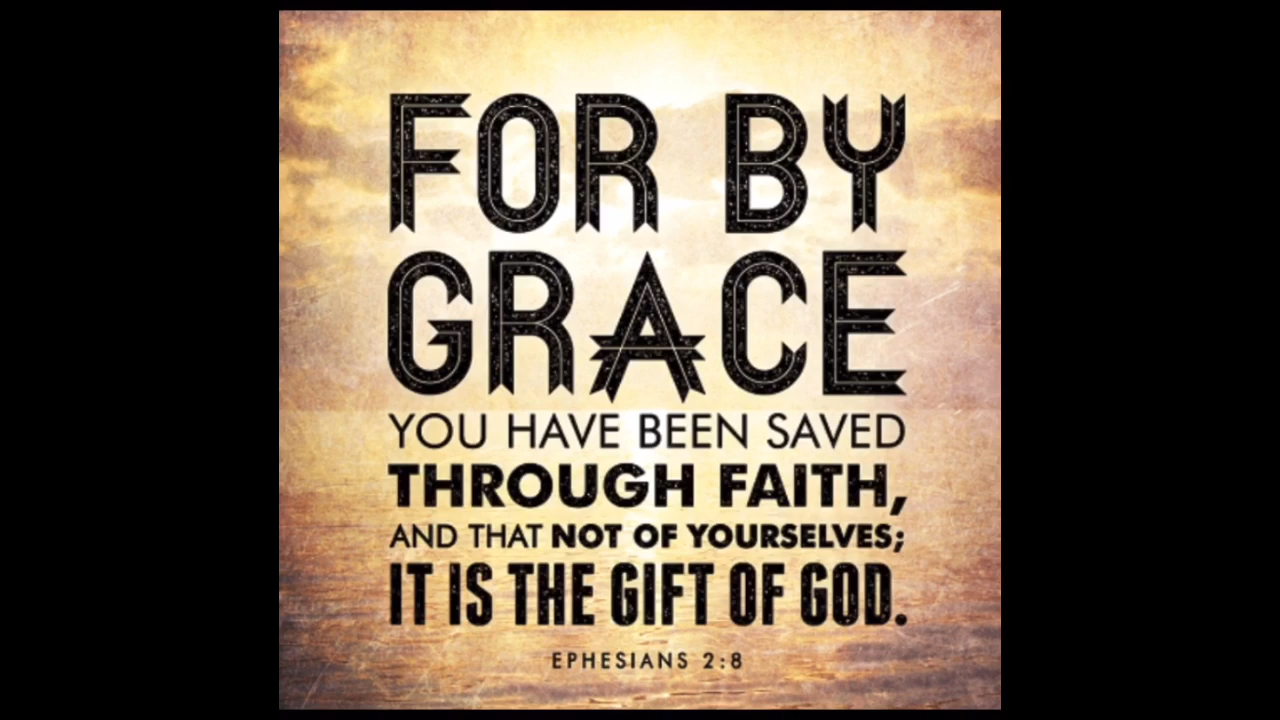 FOR BY
GRACE
YOU HAVE BEEN SAVED
THROUGH FAITH,
AND THAT NOT OF YOURSELVES;
IT IS THE GIFT OF GOD.
EPHESIANS 2:8